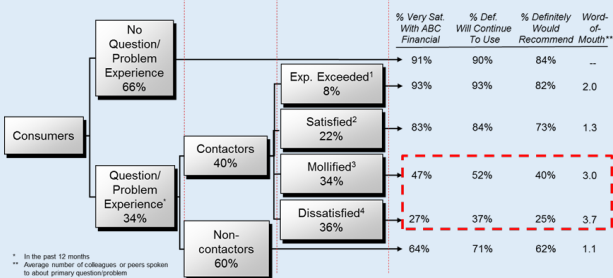 % Very Sat. With ABC Financial
% Def. Will Continue To Use
% Definitely Would Recommend
Word-of-Mouth**
No Question/ Problem Experience 66%
91% 90% 84% --
Exp. Exceeded1 8%
93% 93% 82% 2.0
Consumers
Satisfied2 22%
83% 84% 73% 1.3
Contactors 40%
Mollified3 34%
47% 52% 40% 3.0
Question/ Problem Experience* 34%
Dissatisfied4 36%
27% 37% 25% 3.7
Non-contactors 60%
64% 71% 62% 1.1
* In the past 12 months
** Average number of colleagues or peers spoken
to about primary question/problem